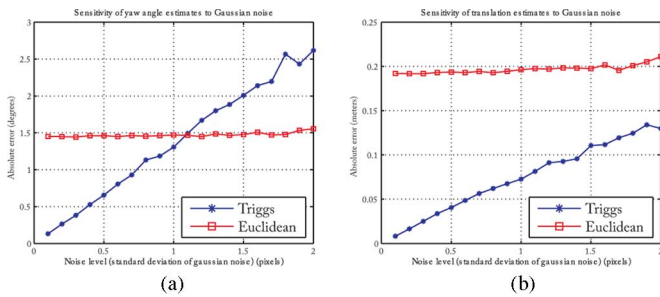 Sensitivity of yaw angle estimates to Gaussian noise
3
2.5
2
1.5
1
0.5
0
Absolute error (degrees)
Triggs
Euclidean
0 0.5 1 1.5 2
Noise level (standard deviation of gaussian noise) (pixels)
(a)
Sensitivity of translation estimates to Gaussian noise
0.25
0.2
0.15
0.1
0.05
0
Absolute error (meters)
Triggs
Euclidean
0 0.5 1 1.5 2
Noise level (standard deviation of gaussian noise) (pixels)
(b)